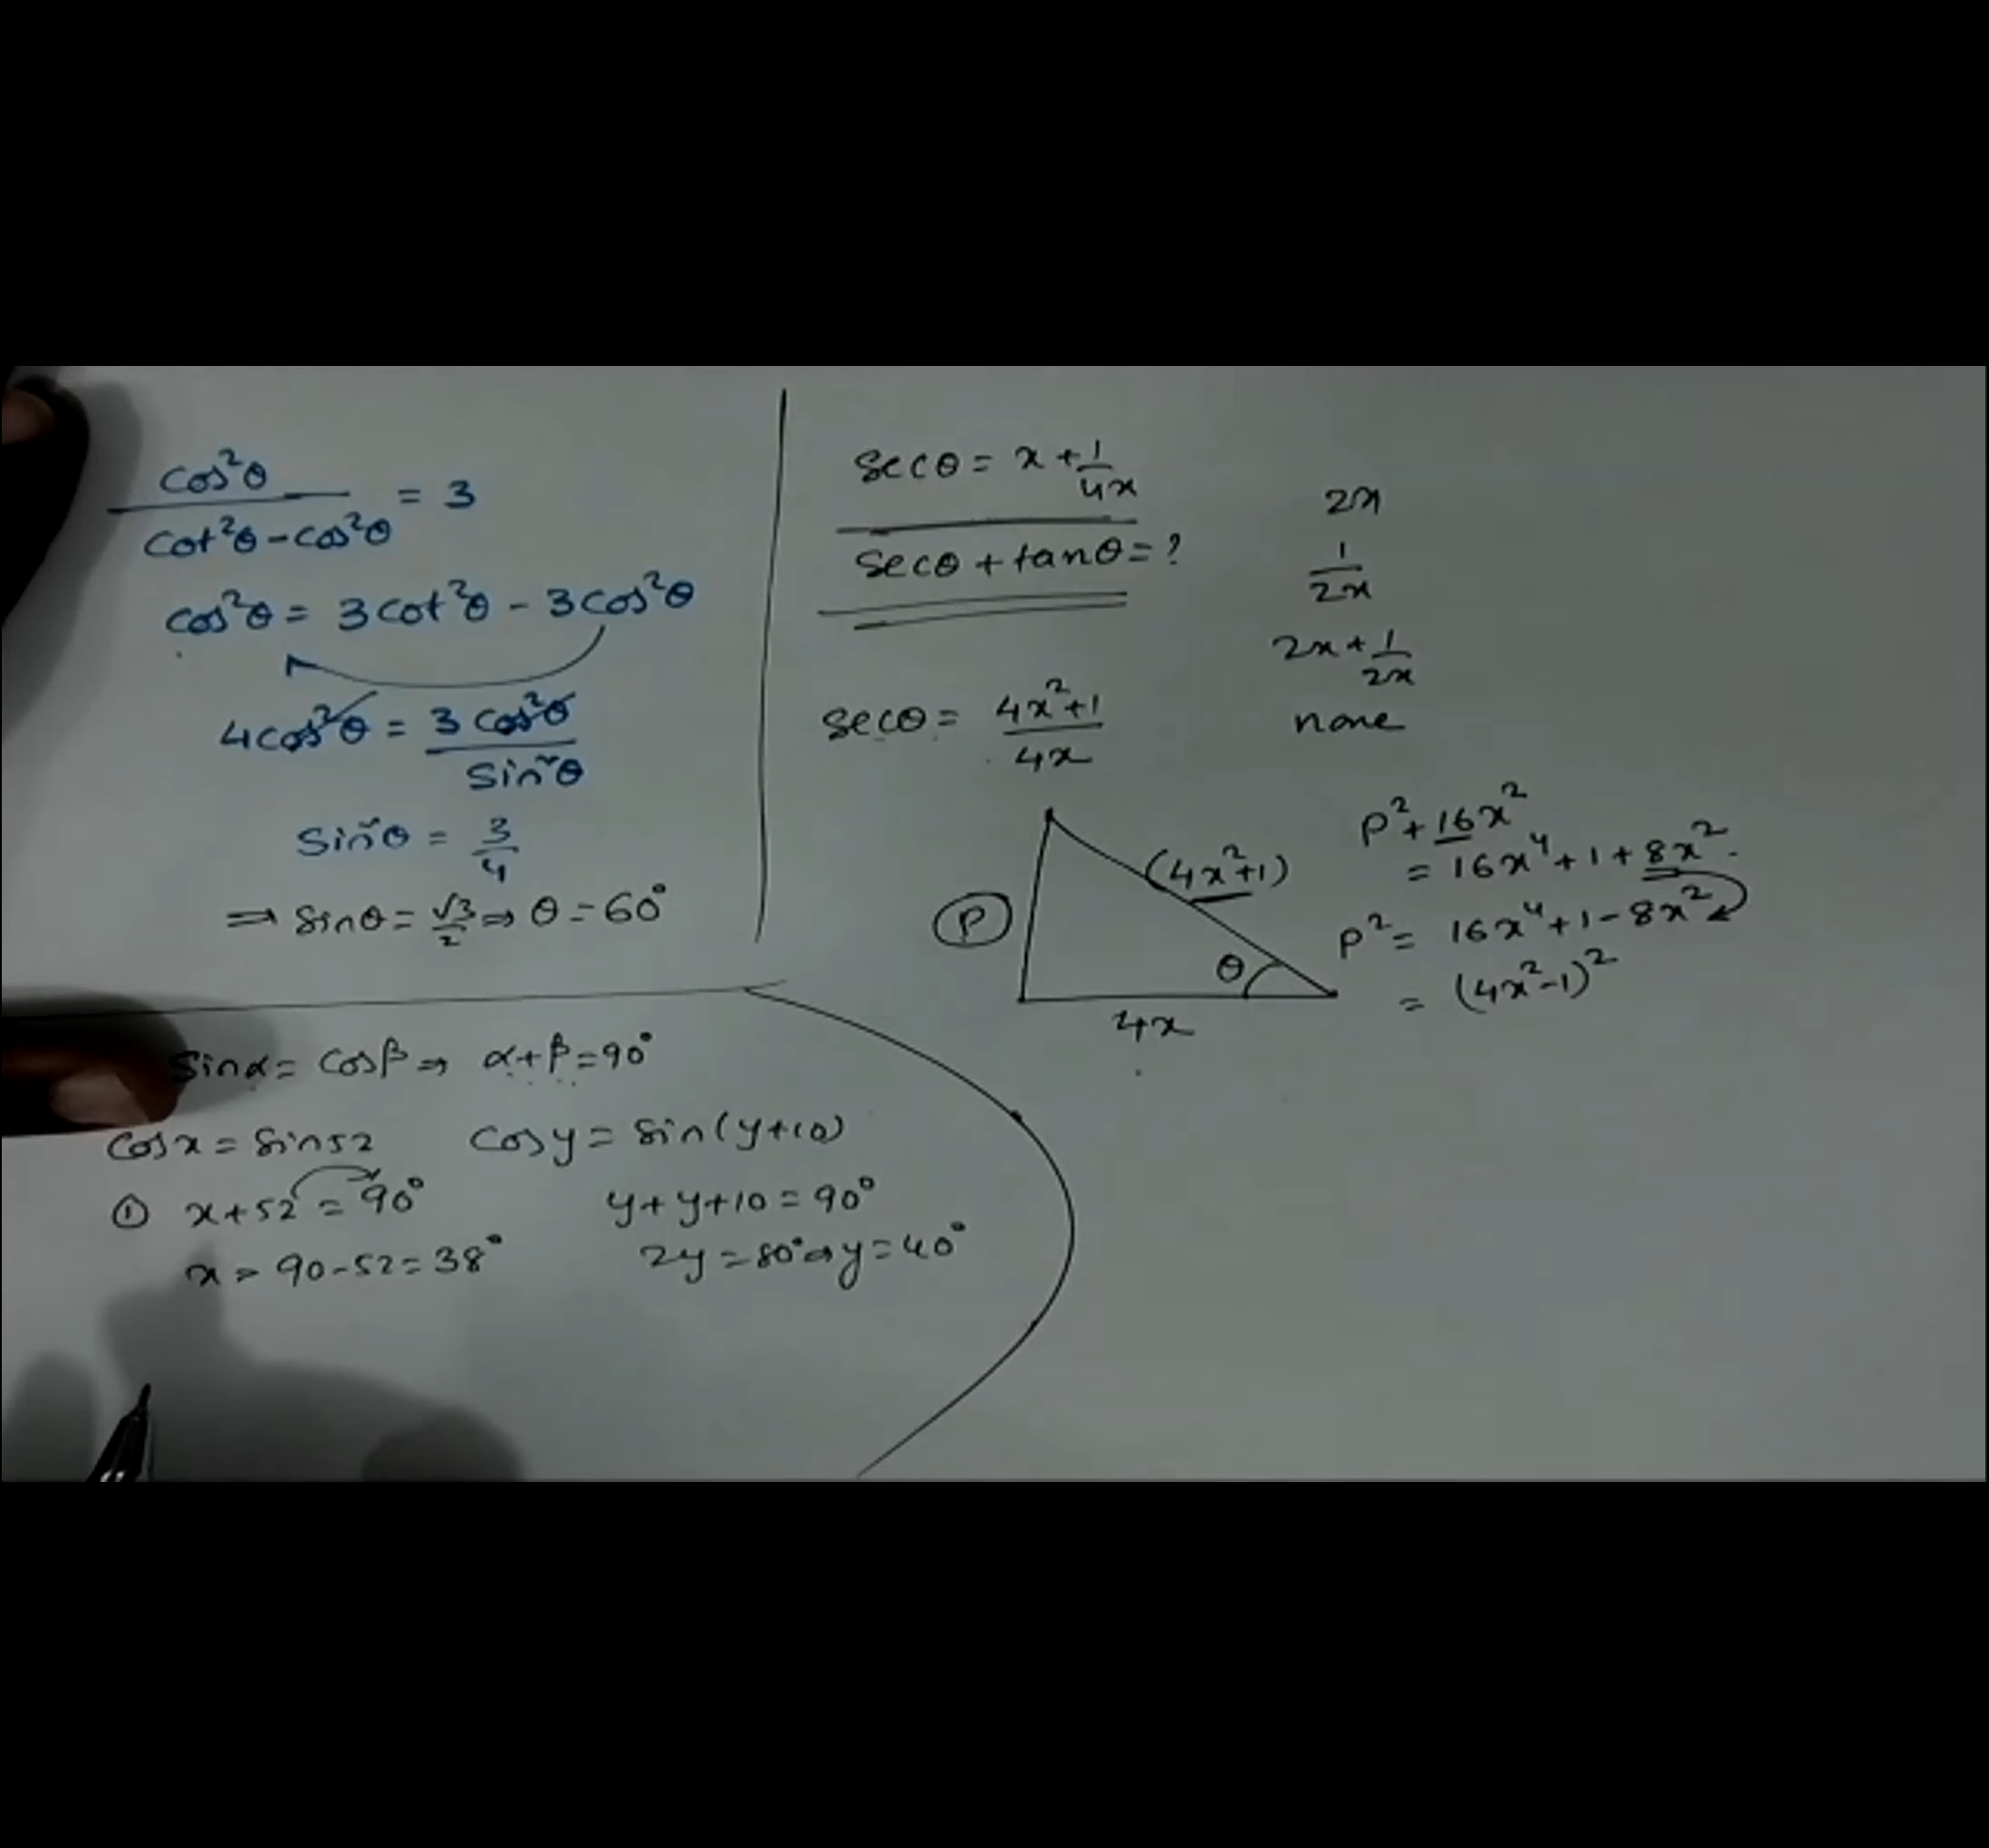 cos²θ / cot²θ - cos²θ = 3
cos²θ = 3cot²θ - 3cos²θ
4cos²θ = 3cos²θ / sin²θ
sin²θ = 3/4
⇒ sinθ = √3/2 ⇒ θ = 60°
secθ = x + 1/4x
secθ + tanθ = ?
2x
1/2x
2x + 1/2x
none
secθ = 4x²+1 / 4x
P
(4x²+1)
θ
4x
P² + 16x²
= 16x⁴ + 1 + 8x²
P² = 16x⁴ + 1 - 8x²
= (4x²-1)²
sinα = cosβ ⇒ α+β = 90°
cosx = sin52
① x+52 = 90°
x = 90-52 = 38°
cosy = sin(y+10)
y+y+10 = 90°
2y = 80° ⇒ y = 40°